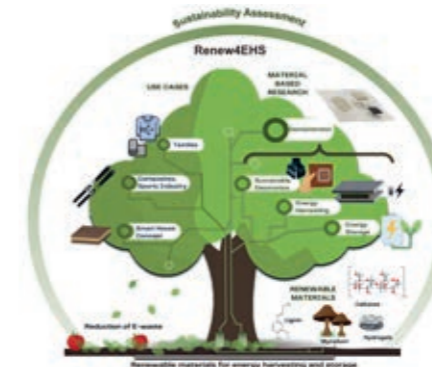 Sustainability Assessment
Renew4EHS
USE CASES
MATERIAL
BASED
RESEARCH
Textiles
Composites,
Sports Industry
Sustainable
Electronics
Energy
Harvesting
Smart House
Concept
Energy
Storage
RENEWABLE
MATERIALS
Cellulose
Lignin
Mycelium
Hydrogels
Reduction of E-waste
Renewable materials for energy harvesting and storage